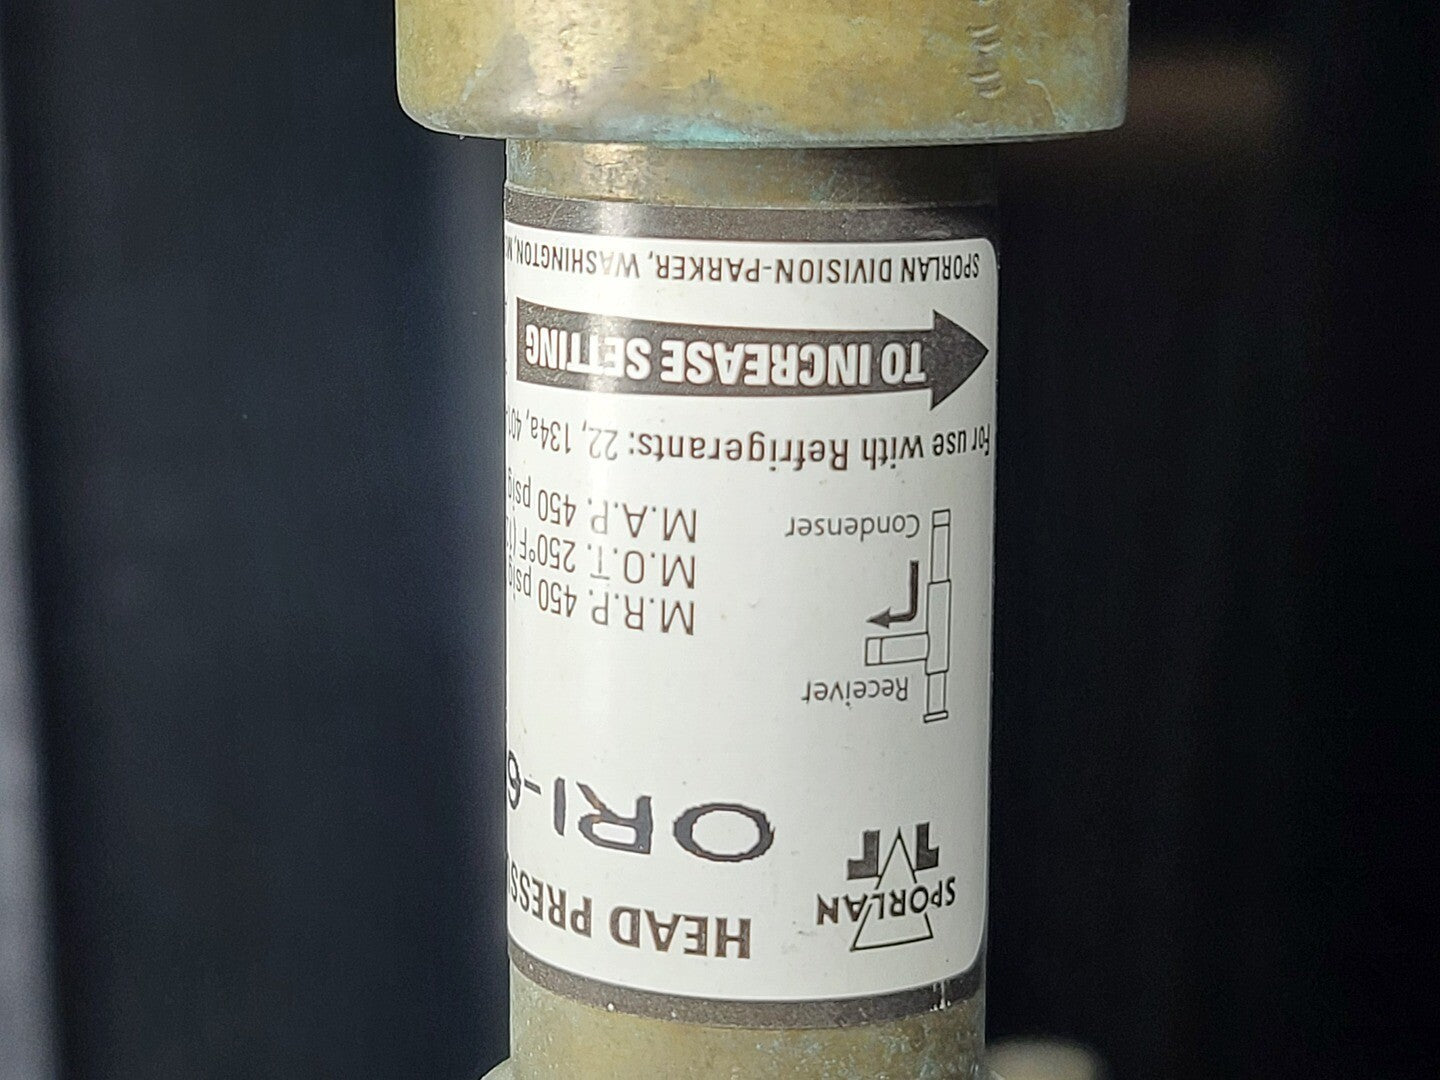 SPORLAN
HEAD PRESS
ORI-6
Receiver
Condenser
M.R.P. 450 psig
M.O.T. 250°F
M.A.P. 450 psig
For use with Refrigerants: 22, 134a, 401
TO INCREASE SETTING
SPORLAN DIVISION-PARKER, WASHINGTON,